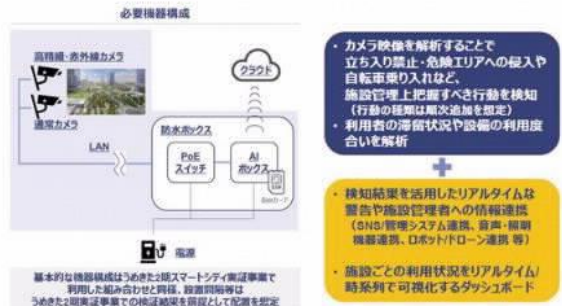 必要機器構成
高精細・赤外線カメラ
クラウド
通常カメラ
LAN
防水ボックス
PoE
スイッチ
AI
ボックス
SIM
電源
基本的な機器構成はうめきた2期スマートシティ実証事業で
利用した組み合わせと同様、設置間隔等は
うめきた2期実証事業での検証結果を前提として配置を想定
・カメラ映像を解析することで
立ち入り禁止・危険エリアへの侵入や
自転車乗り入れなど、
施設管理上把握すべき行動を検知
(行動の種類は順次追加を想定)
・利用者の滞留状況や設備の利用度
合いを解析
+
・検知結果を活用したリアルタイムな
警告や施設管理者への情報連携
(SNS/管理システム連携、音声・照明
機器連携、ロボット/ドローン連携 等)
・施設ごとの利用状況をリアルタイム/
時系列で可視化するダッシュボード